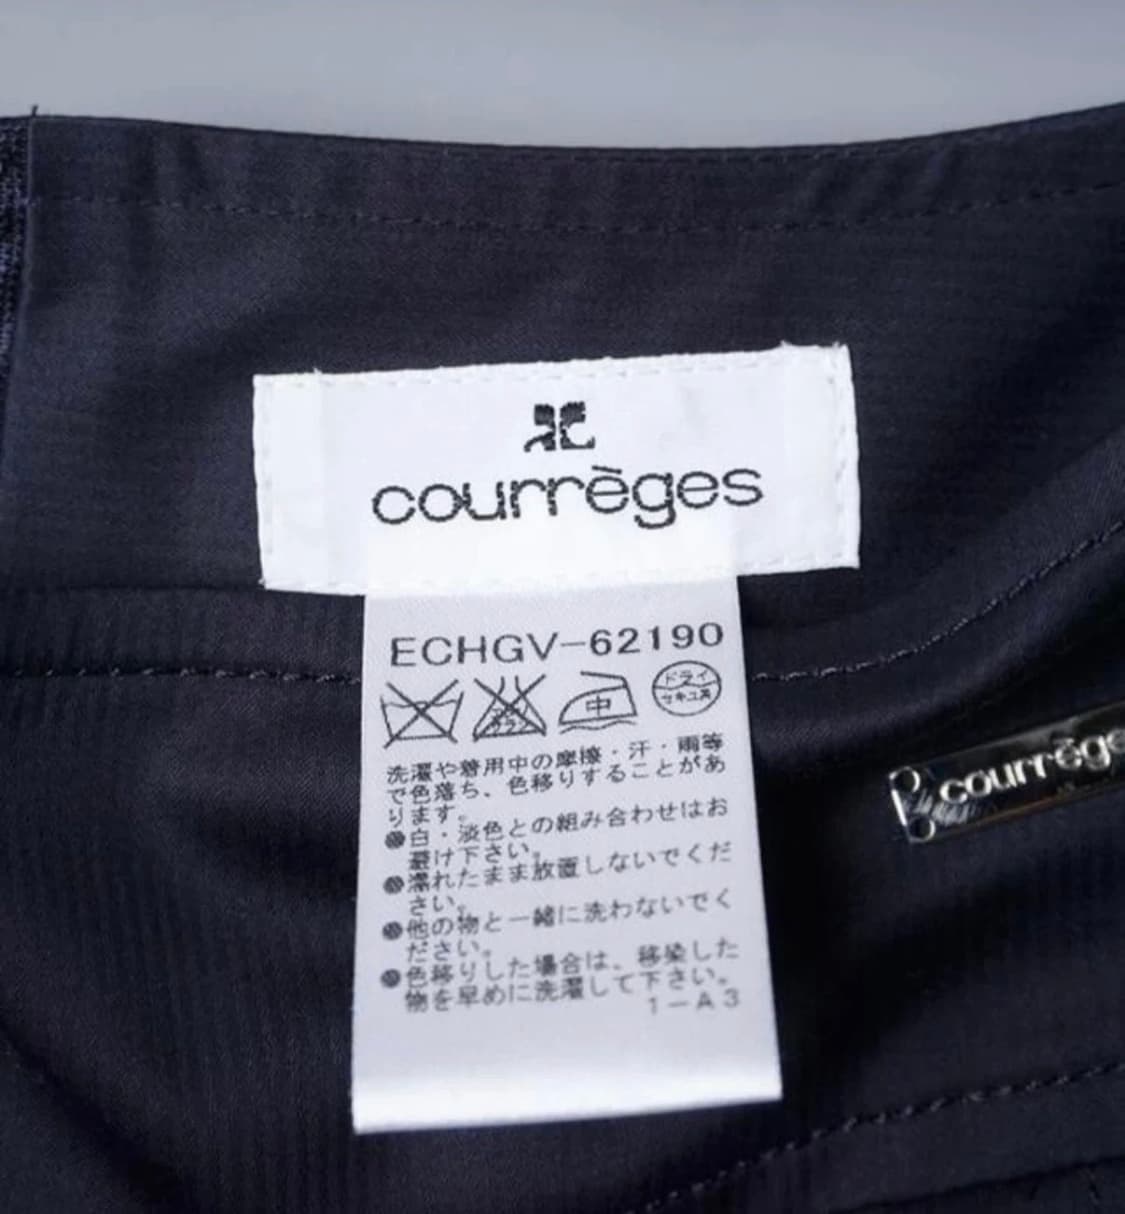 courrèges
ECHGV-62190
中
ドライ
セキユ系
洗濯や着用中の摩擦・汗・雨等
で色落ち、色移りすることがあ
ります。
●白・淡色との組み合わせはお
避け下さい。
●濡れたまま放置しないでくだ
さい。
●他の物と一緒に洗わないでく
ださい。
●色移りした場合は、移染した
物を早めに洗濯して下さい。
1-A3
courrège